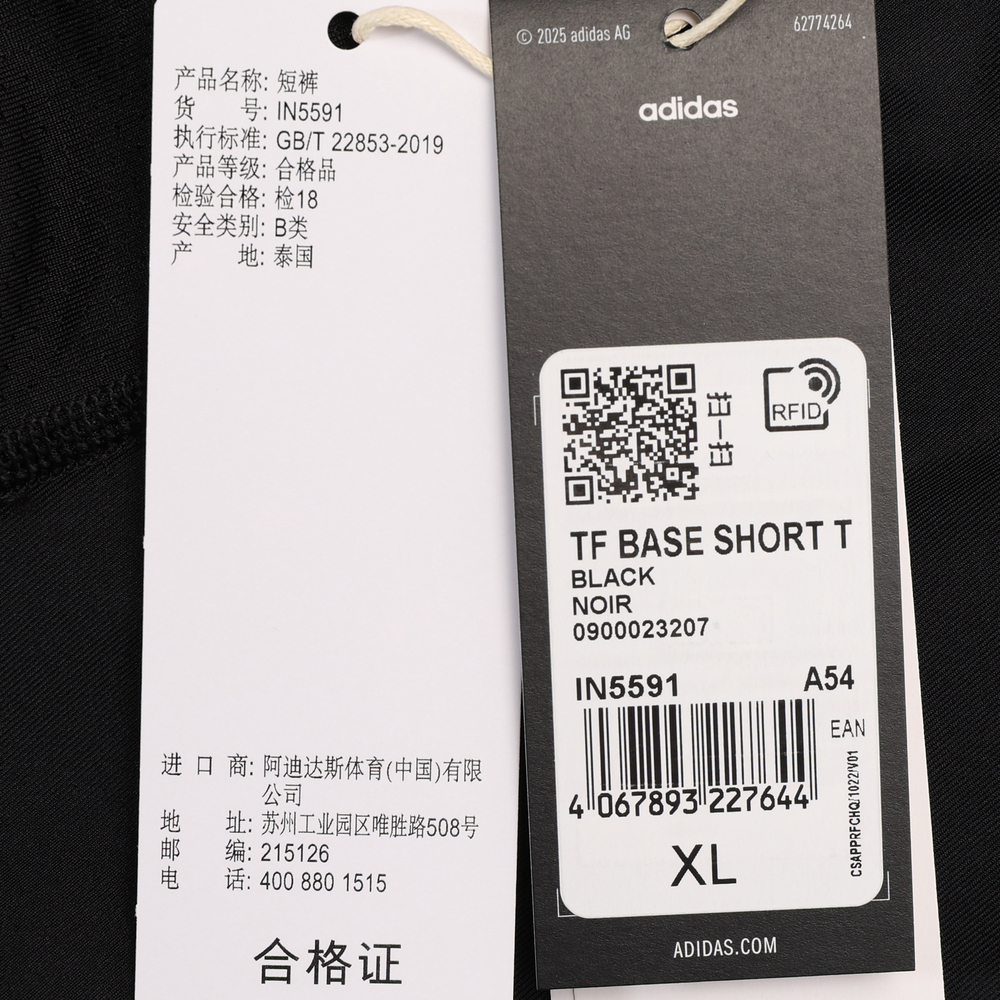 产品名称: 短裤
货 号: IN5591
执行标准: GB/T 22853-2019
产品等级: 合格品
检验合格: 检18
安全类别: B类
产 地: 泰国
进 口 商: 阿迪达斯体育(中国)有限
公司
地 址: 苏州工业园区唯胜路508号
邮 编: 215126
电 话: 400 880 1515
合格证
© 2025 adidas AG
62774264
adidas
扫一扫
RFID
TF BASE SHORT T
BLACK
NOIR
0900023207
IN5591
A54
EAN
4 067893 227644
CSAPPRFCHQ/1022/V01
XL
ADIDAS.COM